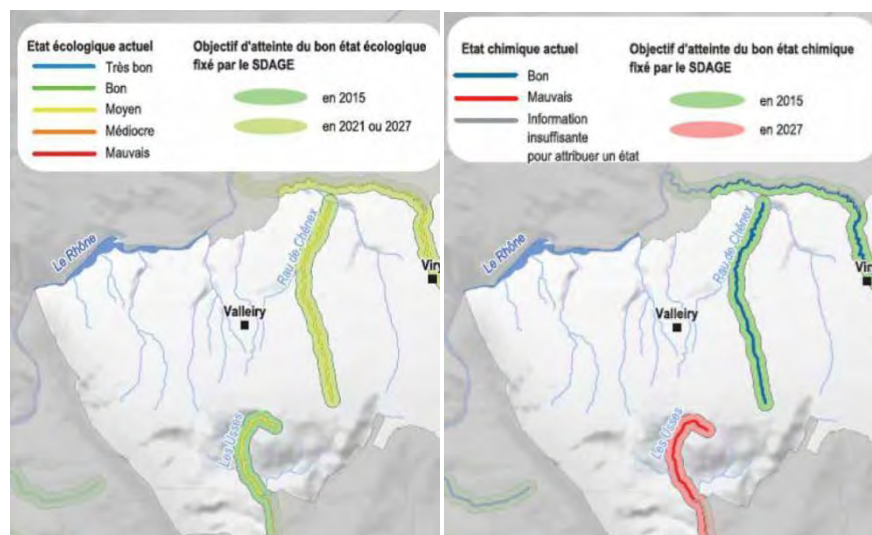 Etat écologique actuel
Très bon
Bon
Moyen
Médiocre
Mauvais
Objectif d'atteinte du bon état écologique
fixé par le SDAGE
en 2015
en 2021 ou 2027
Le Rhône
Rau de Chênex
Valleiry
Viry
Les Usses
Etat chimique actuel
Bon
Mauvais
Information
insuffisante
pour attribuer un état
Objectif d'atteinte du bon état chimique
fixé par le SDAGE
en 2015
en 2027
Le Rhône
Rau de Chênex
Valleiry
Vir
Les Usses